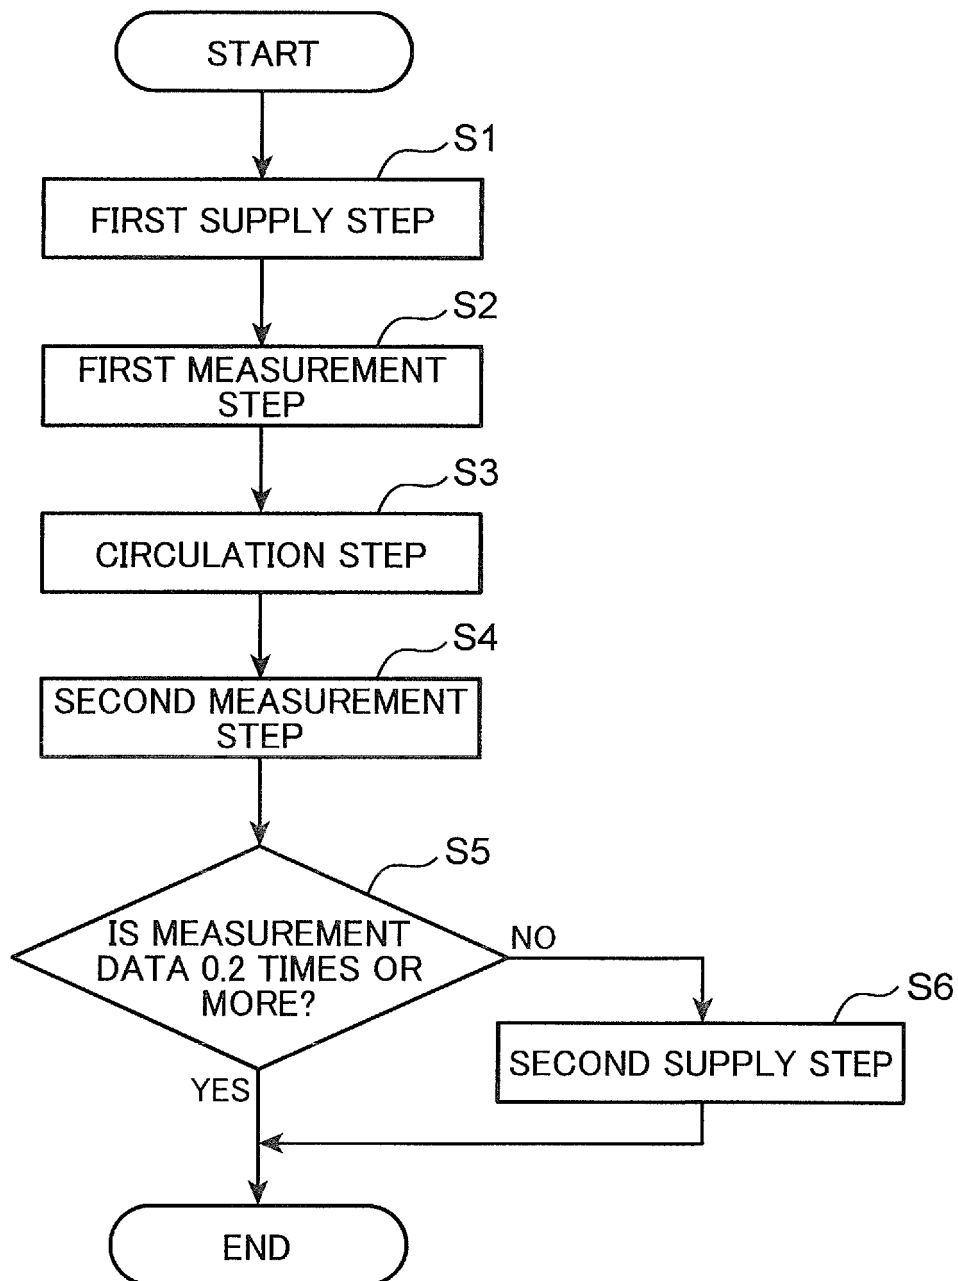 START
S1
FIRST SUPPLY STEP
S2
FIRST MEASUREMENT
STEP
S3
CIRCULATION STEP
S4
SECOND MEASUREMENT
STEP
S5
IS MEASUREMENT
DATA 0.2 TIMES OR
MORE?
NO
S6
SECOND SUPPLY STEP
YES
END